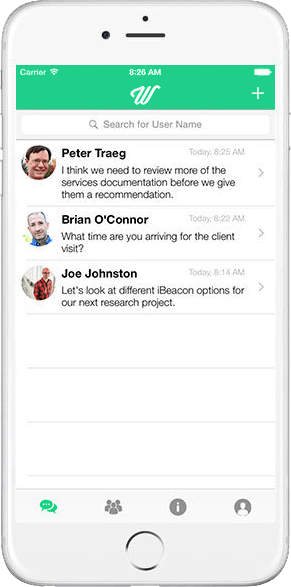 Carrier 8:26 AM
W
Search for User Name
Peter Traeg Today, 8:25 AM
I think we need to review more of the
services documentation before we give
them a recommendation.
Brian O'Connor Today, 8:22 AM
What time are you arriving for the client
visit?
Joe Johnston Today, 8:14 AM
Let's look at different iBeacon options for
our next research project.